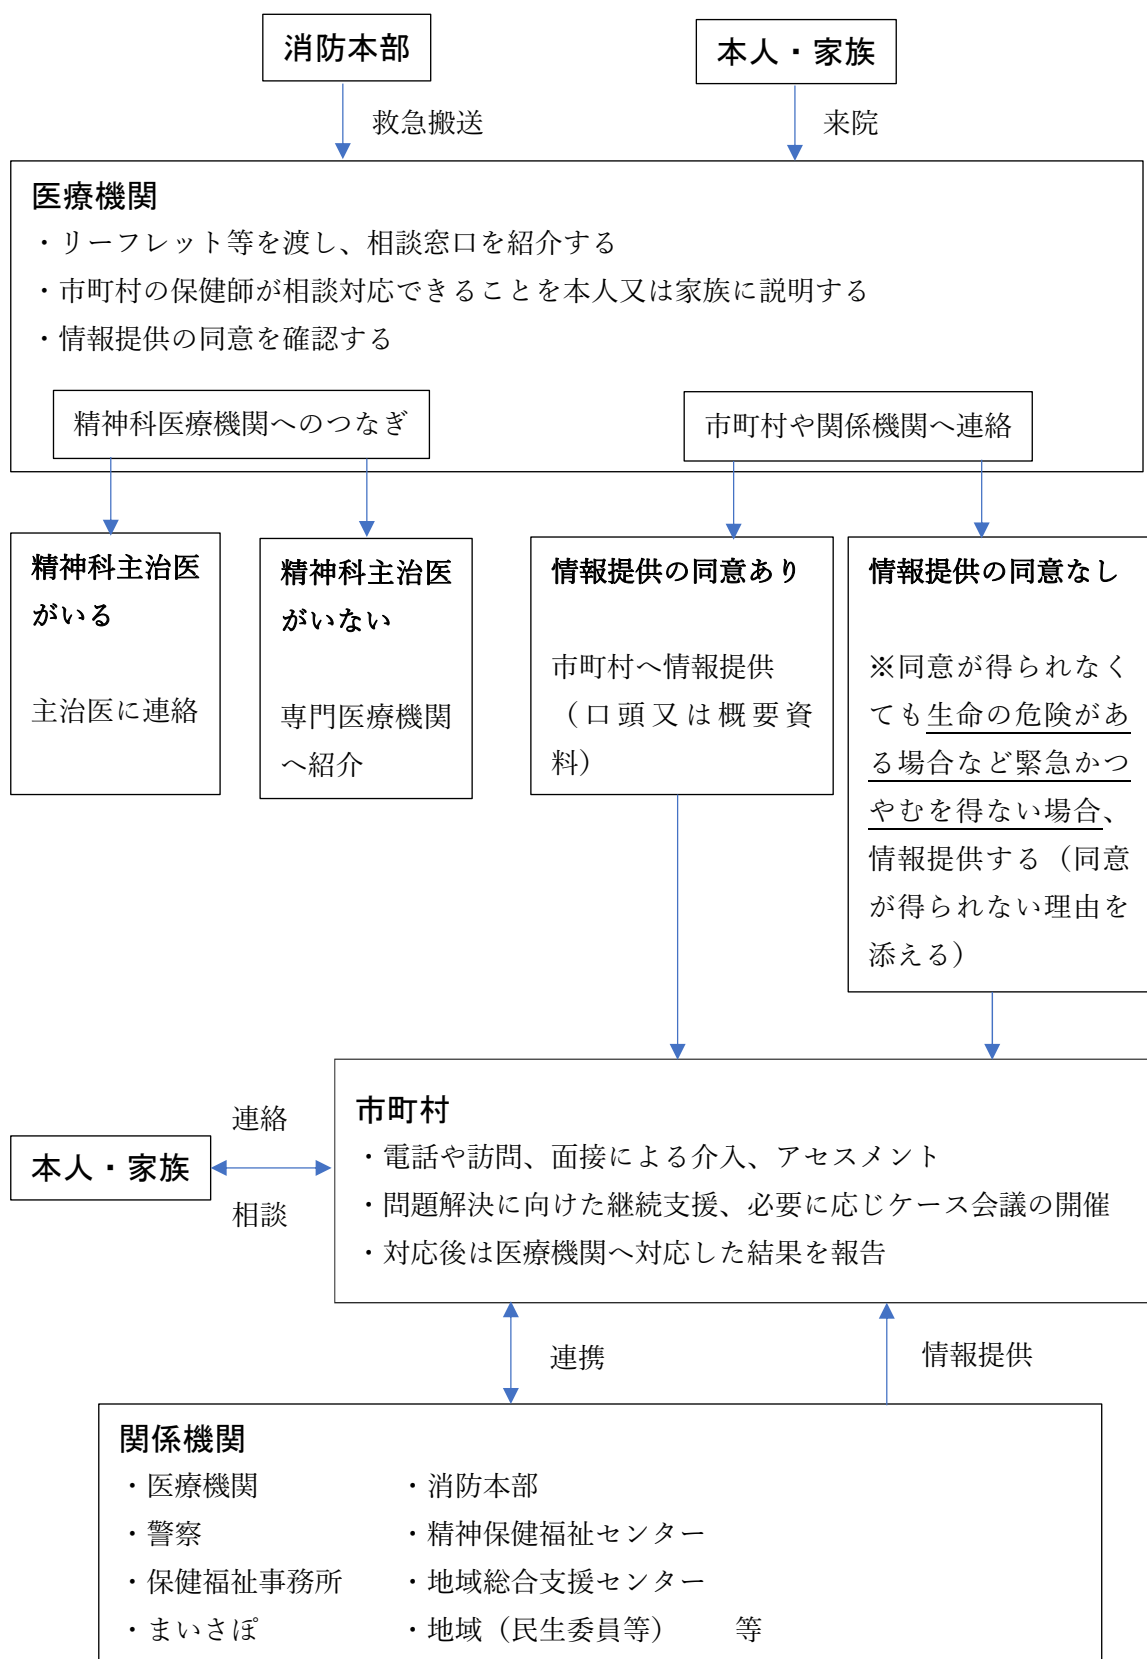 消防本部
本人・家族
救急搬送
来院
医療機関
・リーフレット等を渡し、相談窓口を紹介する
・市町村の保健師が相談対応できることを本人又は家族に説明する
・情報提供の同意を確認する
精神科医療機関へのつなぎ
市町村や関係機関へ連絡
精神科主治医
がいる
主治医に連絡
精神科主治医
がいない
専門医療機関
へ紹介
情報提供の同意あり
市町村へ情報提供
（口頭又は概要資
料）
情報提供の同意なし
※同意が得られなく
ても生命の危険があ
る場合など緊急かつ
やむを得ない場合、
情報提供する（同意
が得られない理由を
添える）
本人・家族
連絡
相談
市町村
・電話や訪問、面接による介入、アセスメント
・問題解決に向けた継続支援、必要に応じケース会議の開催
・対応後は医療機関へ対応した結果を報告
連携
情報提供
関係機関
・医療機関 ・消防本部
・警察 ・精神保健福祉センター
・保健福祉事務所 ・地域総合支援センター
・まいさぽ ・地域（民生委員等） 等